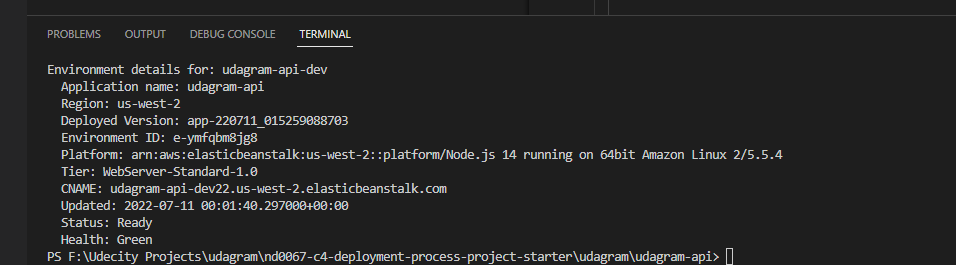 PROBLEMS OUTPUT DEBUG CONSOLE TERMINAL
Environment details for: udagram-api-dev
Application name: udagram-api
Region: us-west-2
Deployed Version: app-220711_015259088703
Environment ID: e-ymfqbm8jg8
Platform: arn:aws:elasticbeanstalk:us-west-2::platform/Node.js 14 running on 64bit Amazon Linux 2/5.5.4
Tier: WebServer-Standard-1.0
CNAME: udagram-api-dev22.us-west-2.elasticbeanstalk.com
Updated: 2022-07-11 00:01:40.297000+00:00
Status: Ready
Health: Green
PS F:\Udecity Projects\udagram\nd0067-c4-deployment-process-project-starter\udagram\udagram-api>